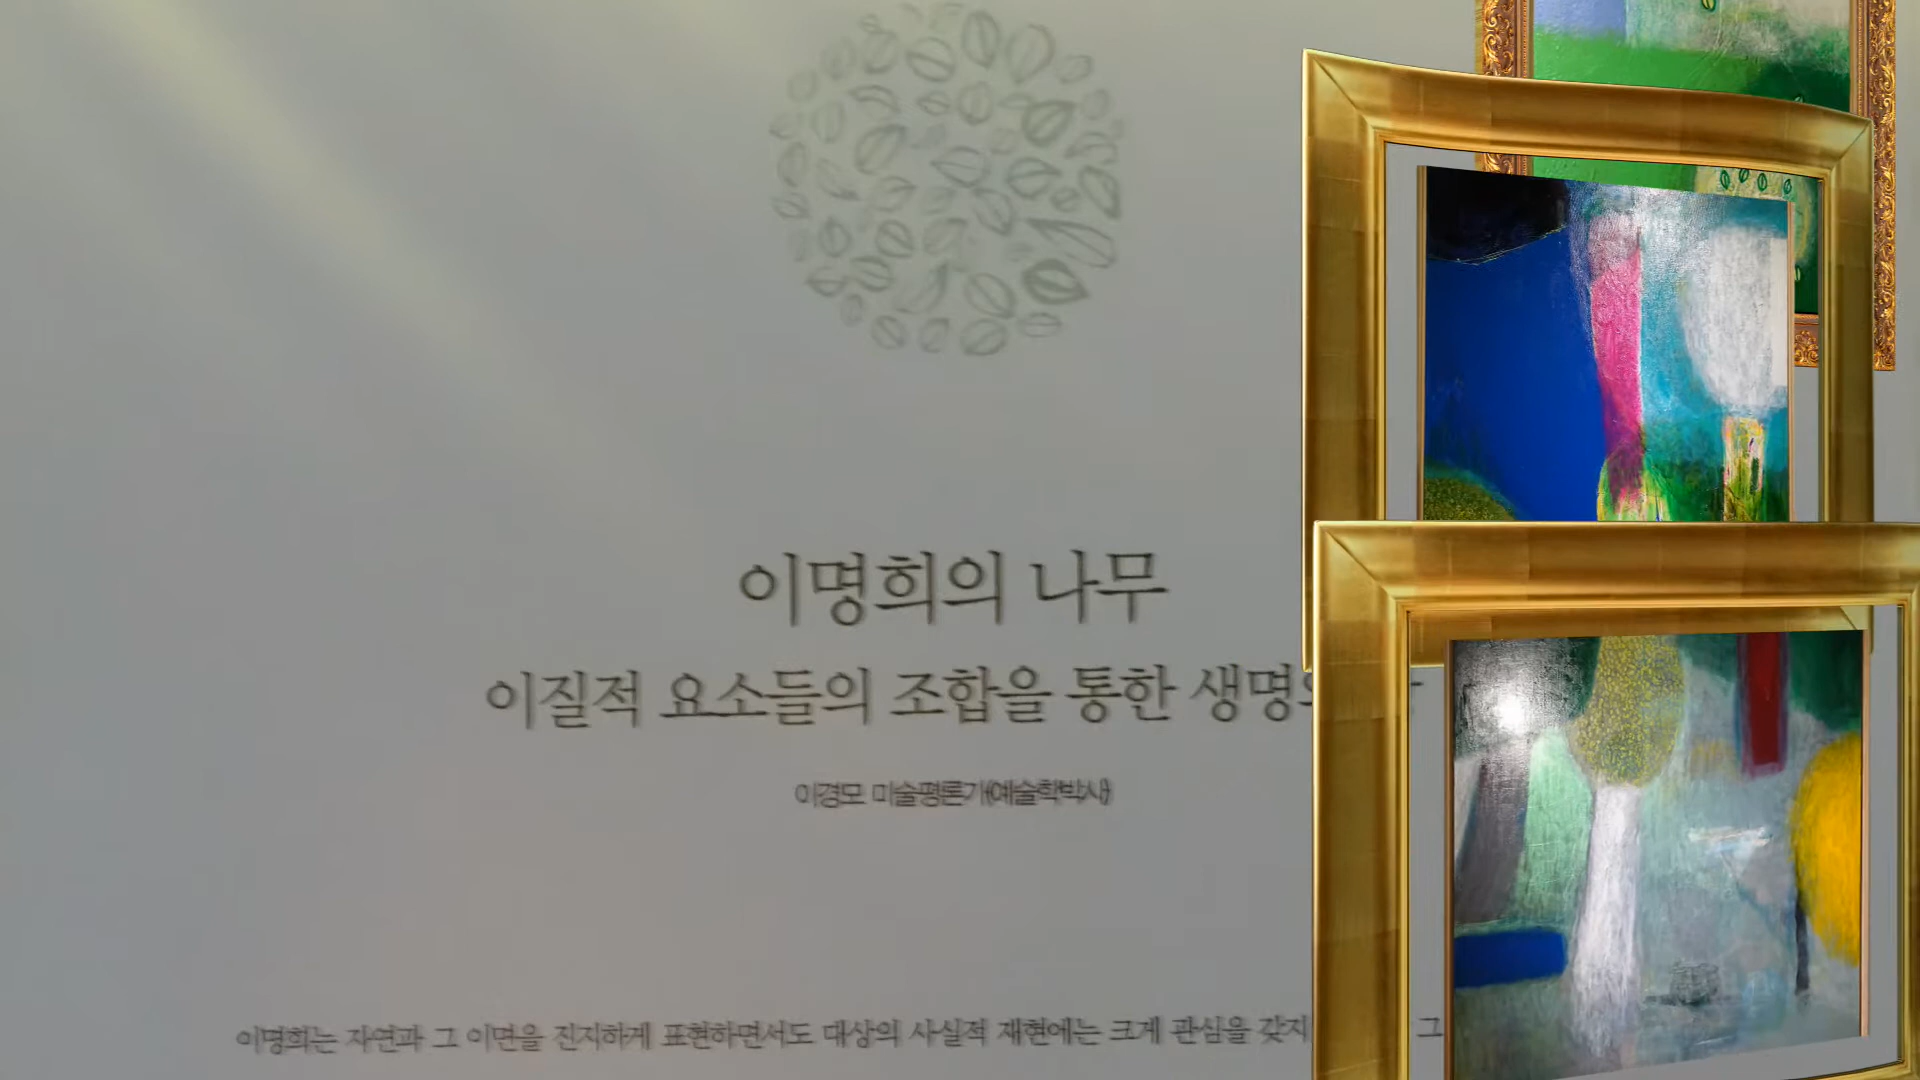 이명희의 나무
이질적 요소들의 조합을 통한
이경모 미술평론가(예술학박사)
이명희는 자연과 그 이면을 진지하게 표현하면서도 대상의 사실적 재현에는 크게 관심을 갖지